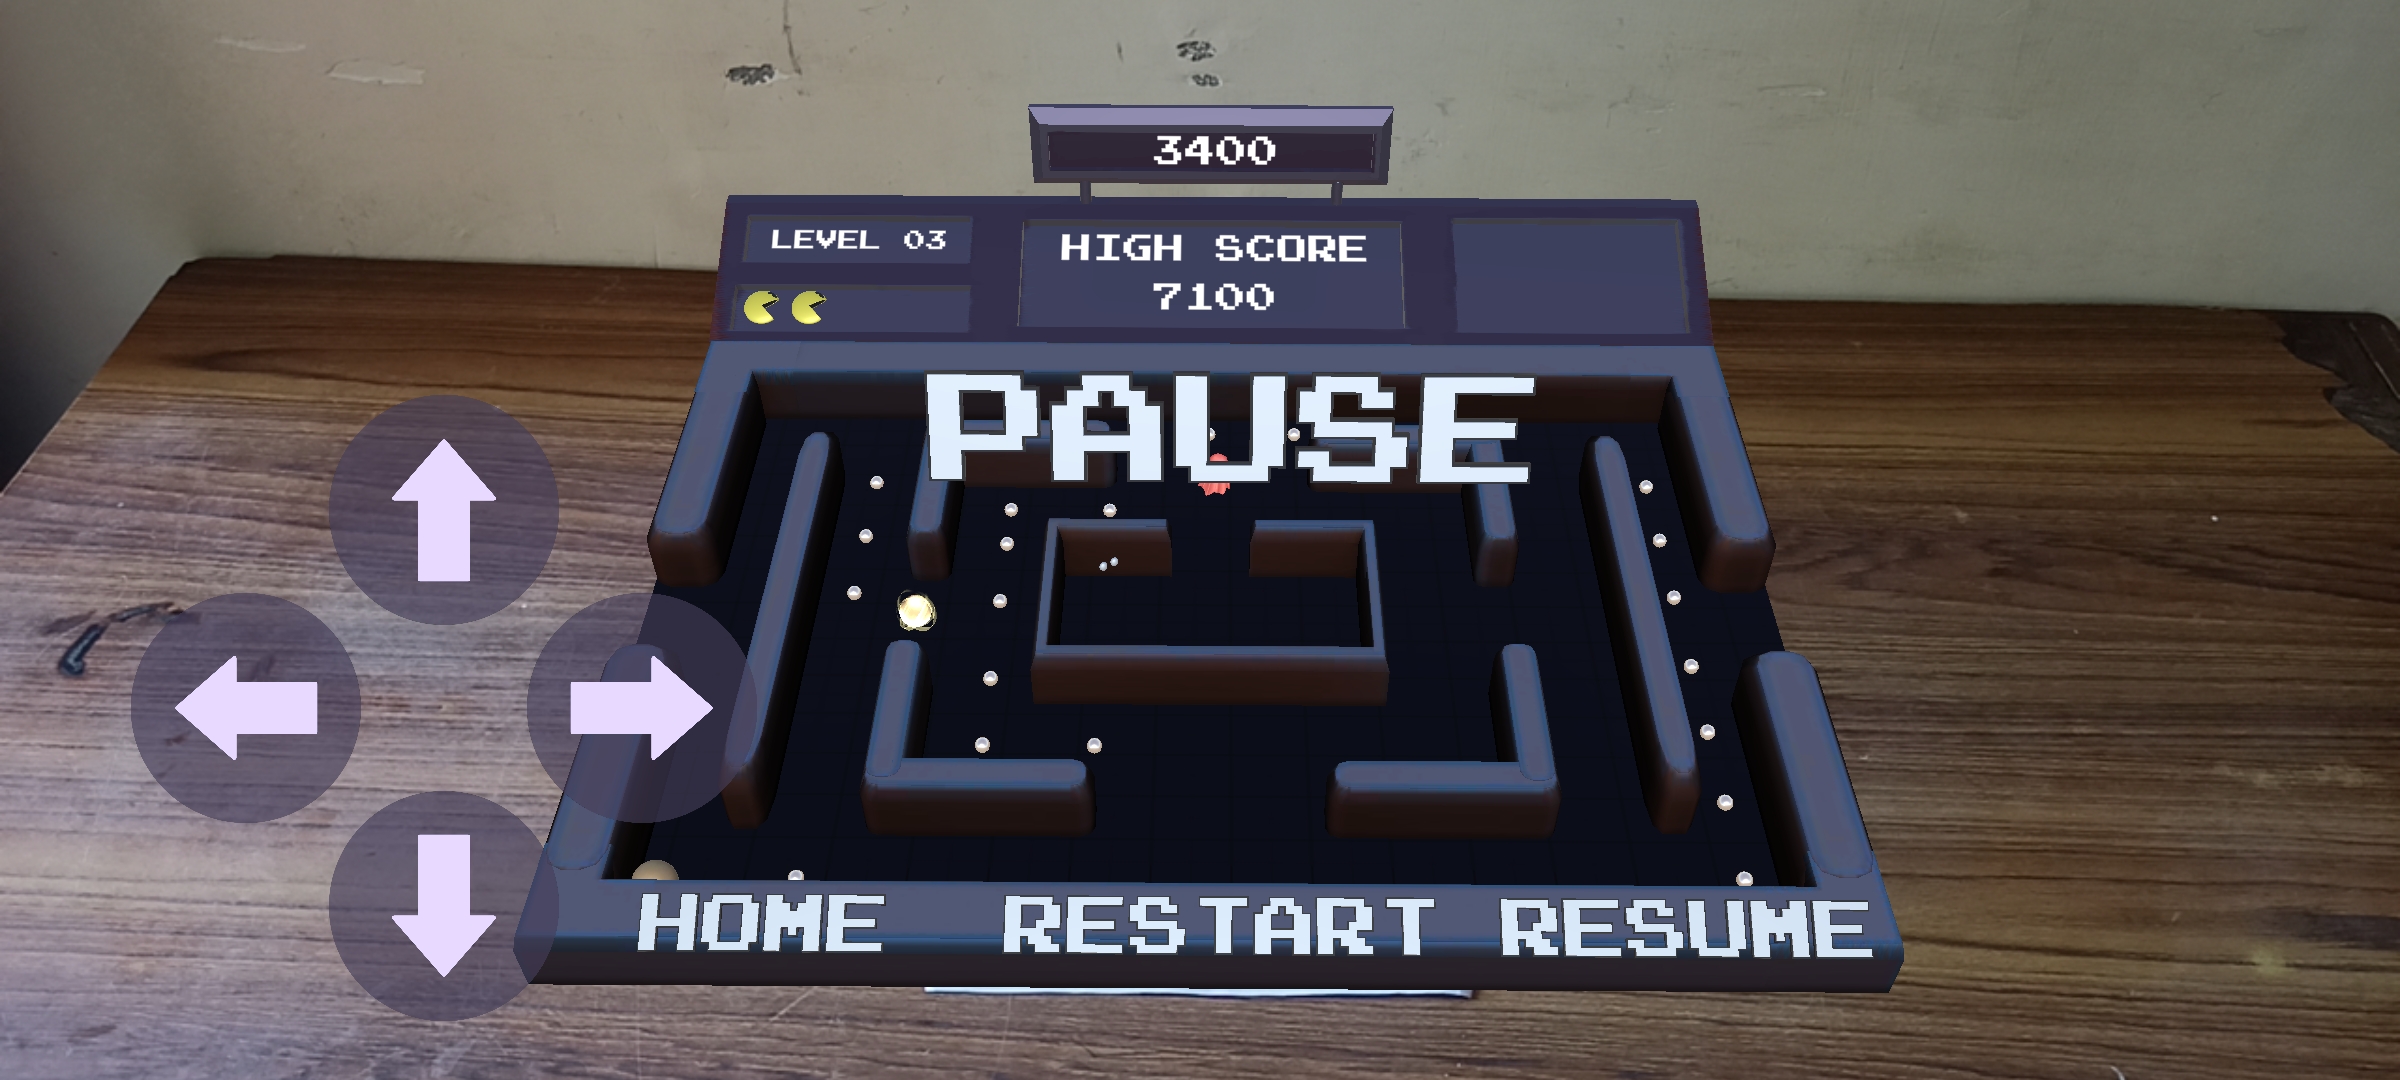 3400
LEVEL 03
HIGH SCORE
7100
PAUSE
HOME RESTART RESUME